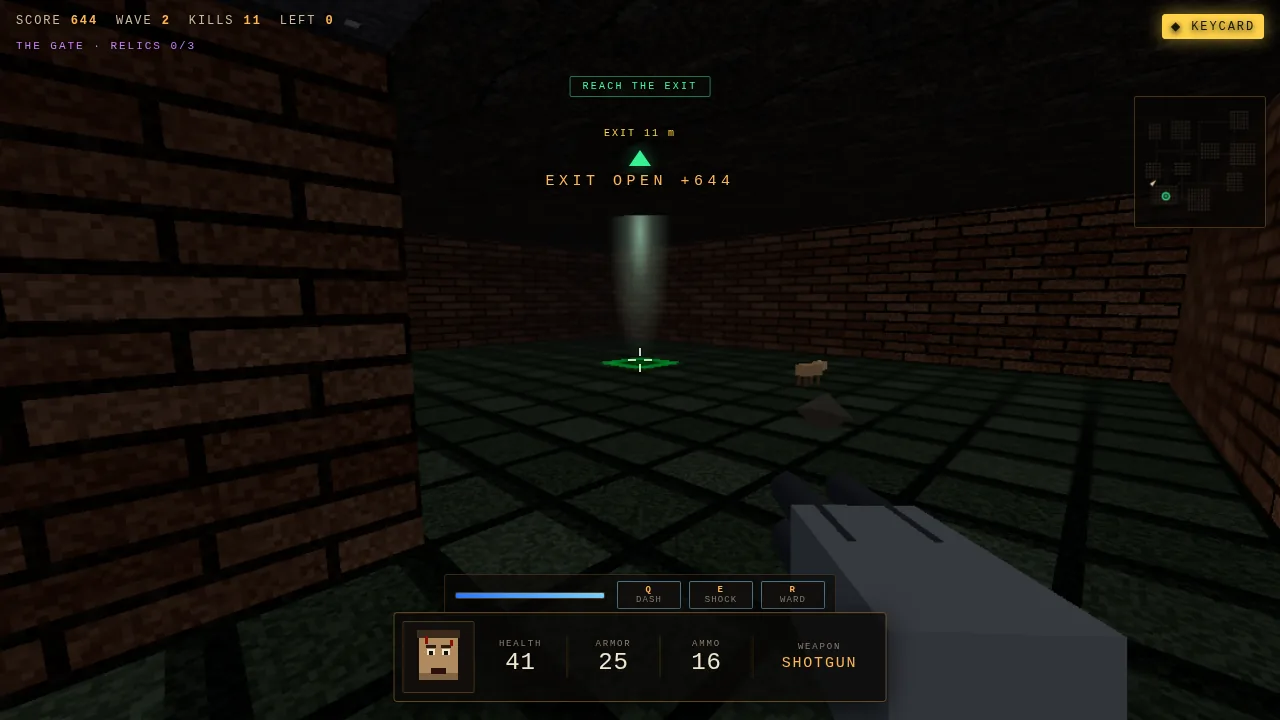 SCORE 644 WAVE 2 KILLS 11 LEFT 0
THE GATE · RELICS 0/3
◆ KEYCARD
REACH THE EXIT
EXIT 11 m
EXIT OPEN +644
Q DASH
E SHOCK
R WARD
HEALTH 41
ARMOR 25
AMMO 16
WEAPON SHOTGUN